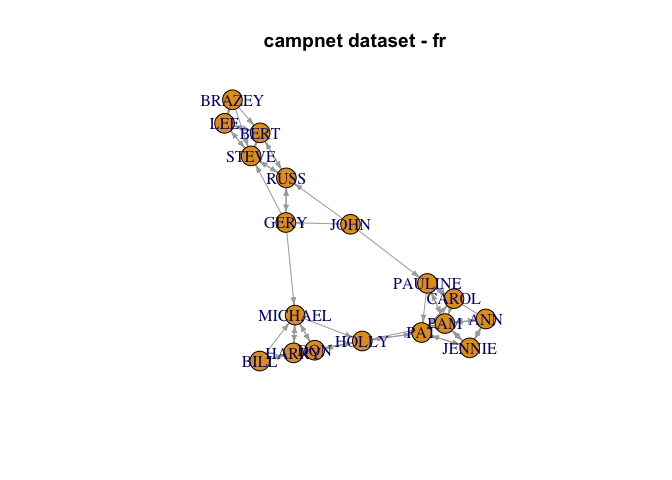 campnet dataset - fr
BRAZEY
LEE
BERT
STEVE
RUSS
GERY
JOHN
PAULINE
CAROL
MICHAEL
PAM
ANN
PAT
HOLLY
JENNIE
HARRY
DON
BILL